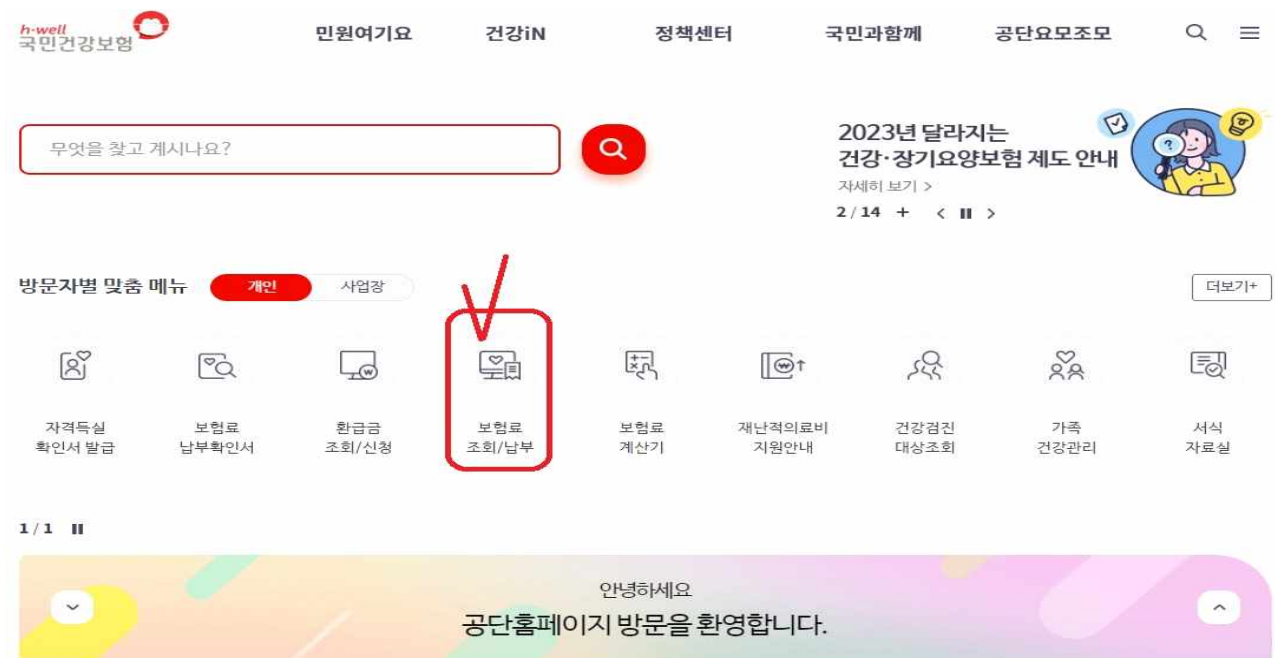 h-well
국민건강보험
민원여기요 건강iN 정책센터 국민과함께 공단요모조모
무엇을 찾고 계시나요?
2023년 달라지는
건강·장기요양보험 제도 안내
자세히 보기 >
2 / 14 + < II >
방문자별 맞춤 메뉴 개인 사업장 더보기+
자격득실
확인서 발급
보험료
납부확인서
환급금
조회/신청
보험료
조회/납부
보험료
계산기
재난적의료비
지원안내
건강검진
대상조회
가족
건강관리
서식
자료실
1 / 1 II
안녕하세요
공단홈페이지 방문을 환영합니다.